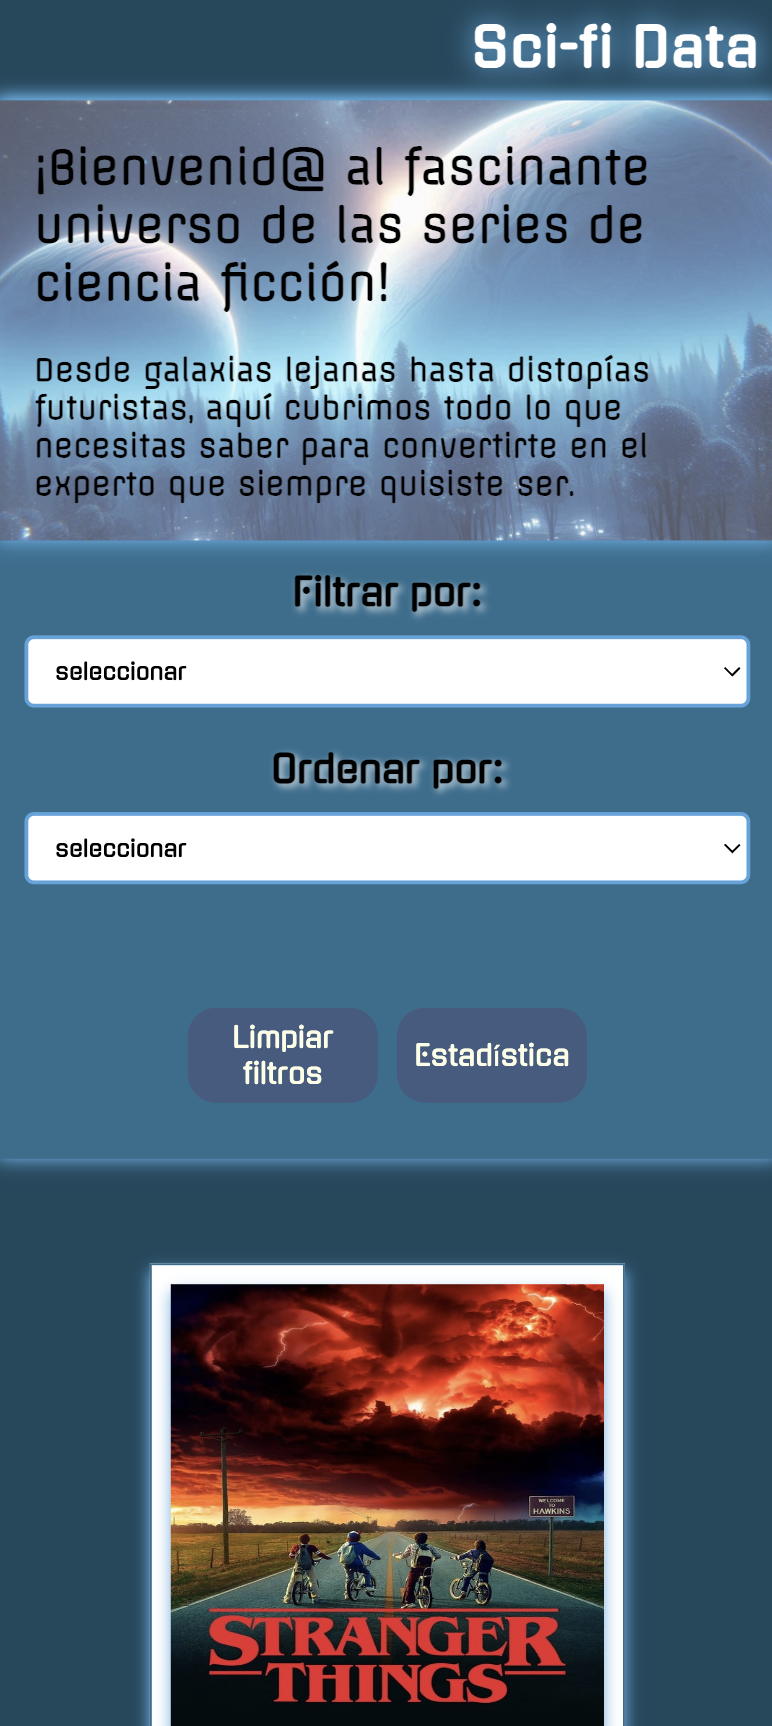 Sci-fi Data
¡Bienvenid@ al fascinante
universo de las series de
ciencia ficción!
Desde galaxias lejanas hasta distopías
futuristas, aquí cubrimos todo lo que
necesitas saber para convertirte en el
experto que siempre quisiste ser.
Filtrar por:
seleccionar
Ordenar por:
seleccionar
Limpiar
filtros
Estadística
WELCOME
TO
HAWKINS
STRANGER
THINGS